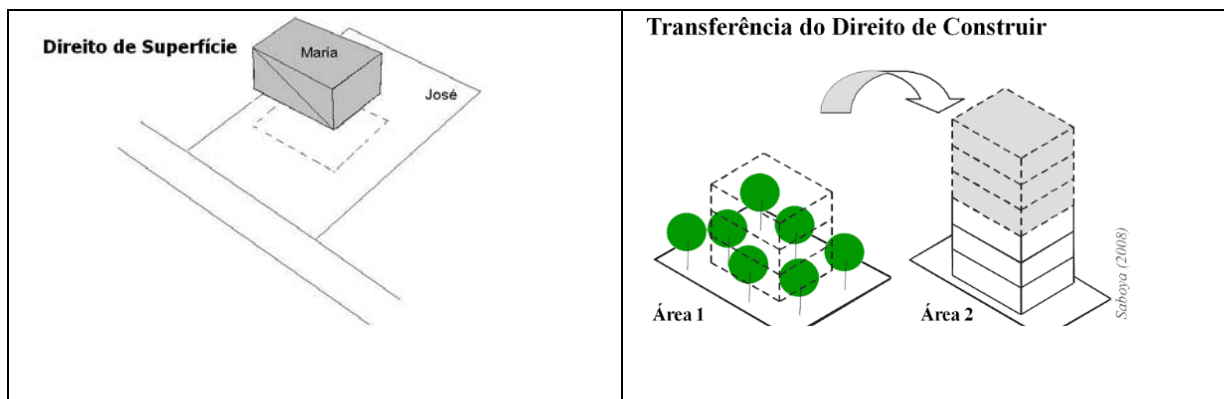 Direito de Superfície
Maria
José
Transferência do Direito de Construir
Área 1
Área 2
Saboya (2008)